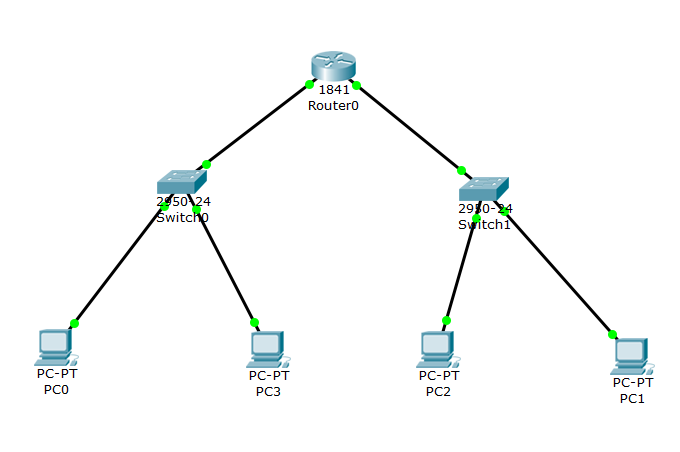 1841
Router0
2950-24
Switch0
2950-24
Switch1
PC-PT
PC0
PC-PT
PC3
PC-PT
PC2
PC-PT
PC1